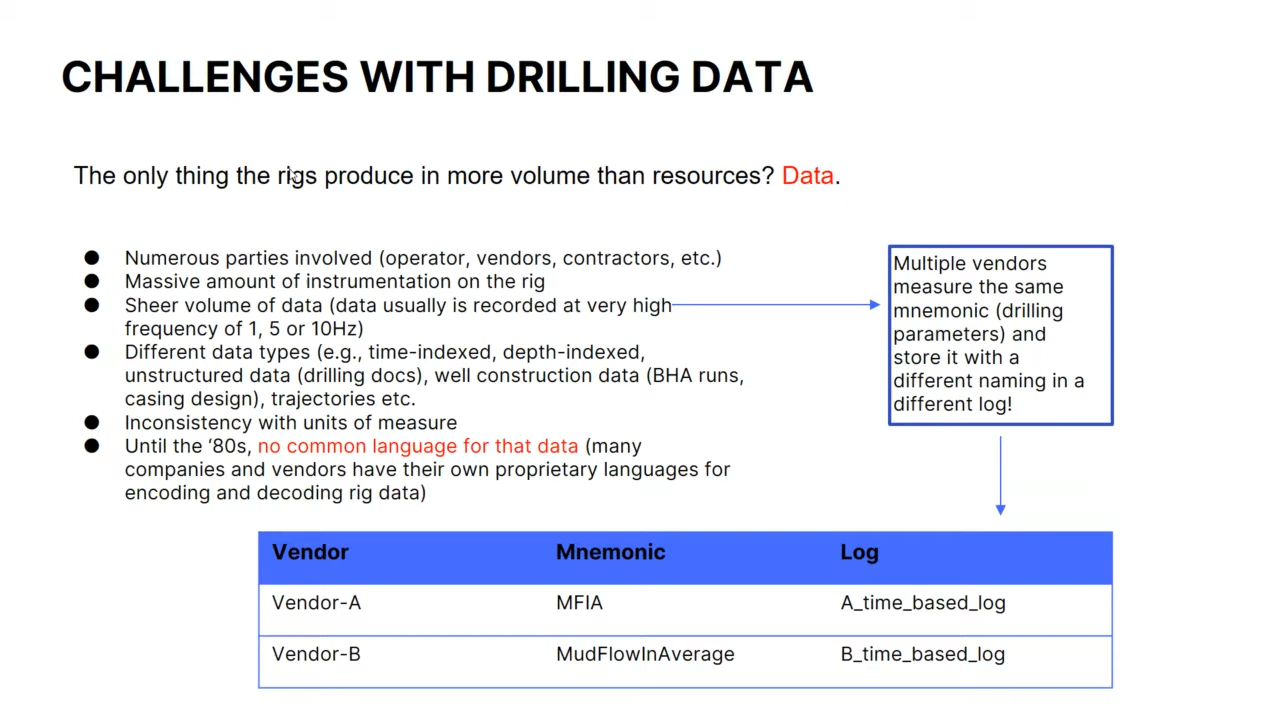 CHALLENGES WITH DRILLING DATA
The only thing the rigs produce in more volume than resources? Data.
● Numerous parties involved (operator, vendors, contractors, etc.)
● Massive amount of instrumentation on the rig
● Sheer volume of data (data usually is recorded at very high
frequency of 1, 5 or 10Hz)
● Different data types (e.g., time-indexed, depth-indexed,
unstructured data (drilling docs), well construction data (BHA runs,
casing design), trajectories etc.
● Inconsistency with units of measure
● Until the ‘80s, no common language for that data (many
companies and vendors have their own proprietary languages for
encoding and decoding rig data)
Multiple vendors
measure the same
mnemonic (drilling
parameters) and
store it with a
different naming in a
different log!
Vendor Mnemonic Log
Vendor-A MFIA A_time_based_log
Vendor-B MudFlowInAverage B_time_based_log